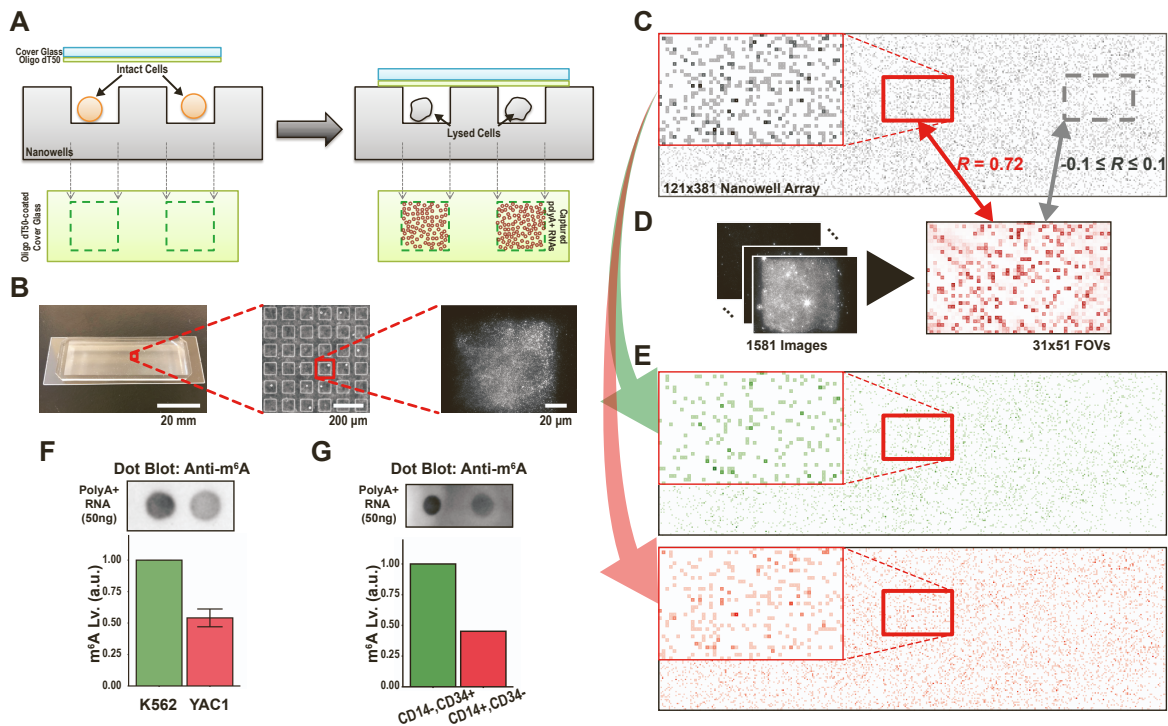 A
Cover Glass
Oligo dT50
Intact Cells
Lysed Cells
Nanowells
Oligo dT50-coated
Cover Glass
Captured
polyA+ RNAs
B
20 mm
200 µm
20 µm
C
121x381 Nanowell Array
R = 0.72
-0.1 ≤ R ≤ 0.1
D
1581 Images
31x51 FOVs
E
F
Dot Blot: Anti-m⁶A
PolyA+
RNA
(50ng)
m⁶A Lv. (a.u.)
1.00
0.75
0.50
0.25
0.00
K562
YAC1
G
Dot Blot: Anti-m⁶A
PolyA+
RNA
(50ng)
m⁶A Lv. (a.u.)
1.00
0.75
0.50
0.25
0.00
CD14-,CD34+
CD14+,CD34-